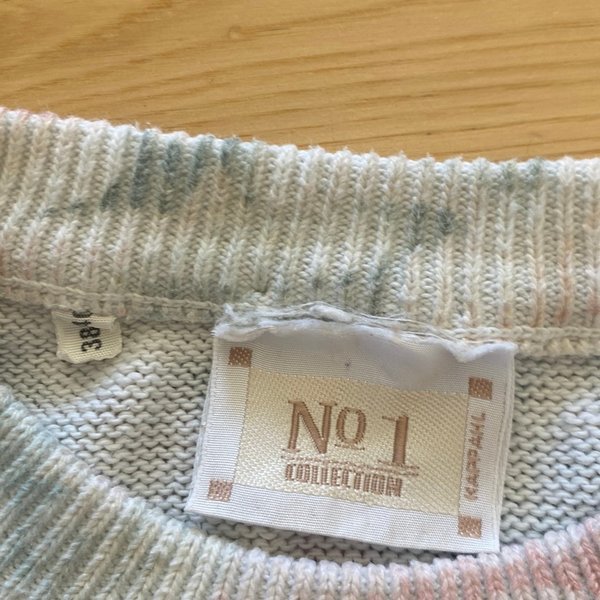 38
No 1
COLLECTION
KAPPAHL